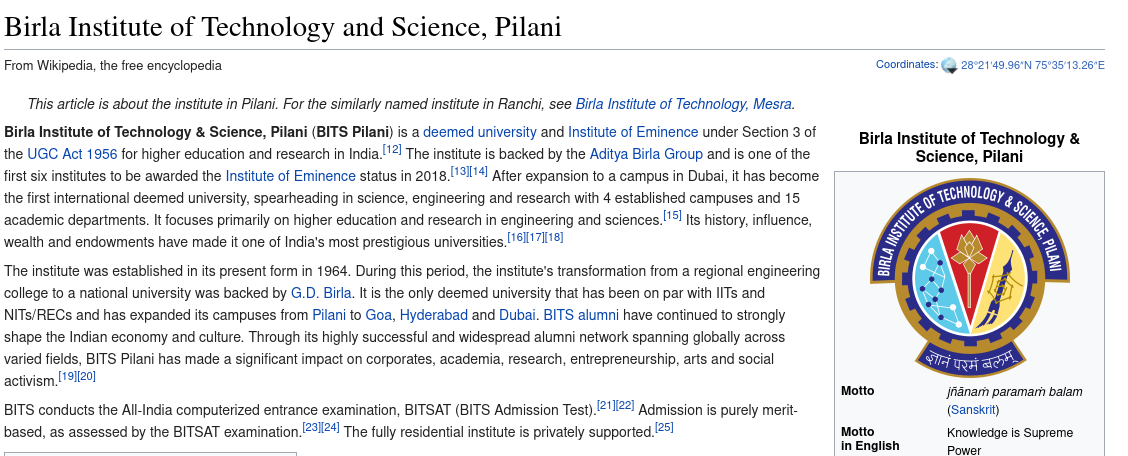 Birla Institute of Technology and Science, Pilani
From Wikipedia, the free encyclopedia
Coordinates: 28°21′49.96″N 75°35′13.26″E
This article is about the institute in Pilani. For the similarly named institute in Ranchi, see Birla Institute of Technology, Mesra.
Birla Institute of Technology & Science, Pilani (BITS Pilani) is a deemed university and Institute of Eminence under Section 3 of
the UGC Act 1956 for higher education and research in India.[12] The institute is backed by the Aditya Birla Group and is one of the
first six institutes to be awarded the Institute of Eminence status in 2018.[13][14] After expansion to a campus in Dubai, it has become
the first international deemed university, spearheading in science, engineering and research with 4 established campuses and 15
academic departments. It focuses primarily on higher education and research in engineering and sciences.[15] Its history, influence,
wealth and endowments have made it one of India's most prestigious universities.[16][17][18]
The institute was established in its present form in 1964. During this period, the institute's transformation from a regional engineering
college to a national university was backed by G.D. Birla. It is the only deemed university that has been on par with IITs and
NITs/RECs and has expanded its campuses from Pilani to Goa, Hyderabad and Dubai. BITS alumni have continued to strongly
shape the Indian economy and culture. Through its highly successful and widespread alumni network spanning globally across
varied fields, BITS Pilani has made a significant impact on corporates, academia, research, entrepreneurship, arts and social
activism.[19][20]
BITS conducts the All-India computerized entrance examination, BITSAT (BITS Admission Test).[21][22] Admission is purely merit-
based, as assessed by the BITSAT examination.[23][24] The fully residential institute is privately supported.[25]
Birla Institute of Technology &
Science, Pilani
BIRLA INSTITUTE OF TECHNOLOGY & SCIENCE, PILANI
ज्ञानं परमं बलम्
Motto jñānaṁ paramaṁ balam
(Sanskrit)
Motto Knowledge is Supreme
in English Power